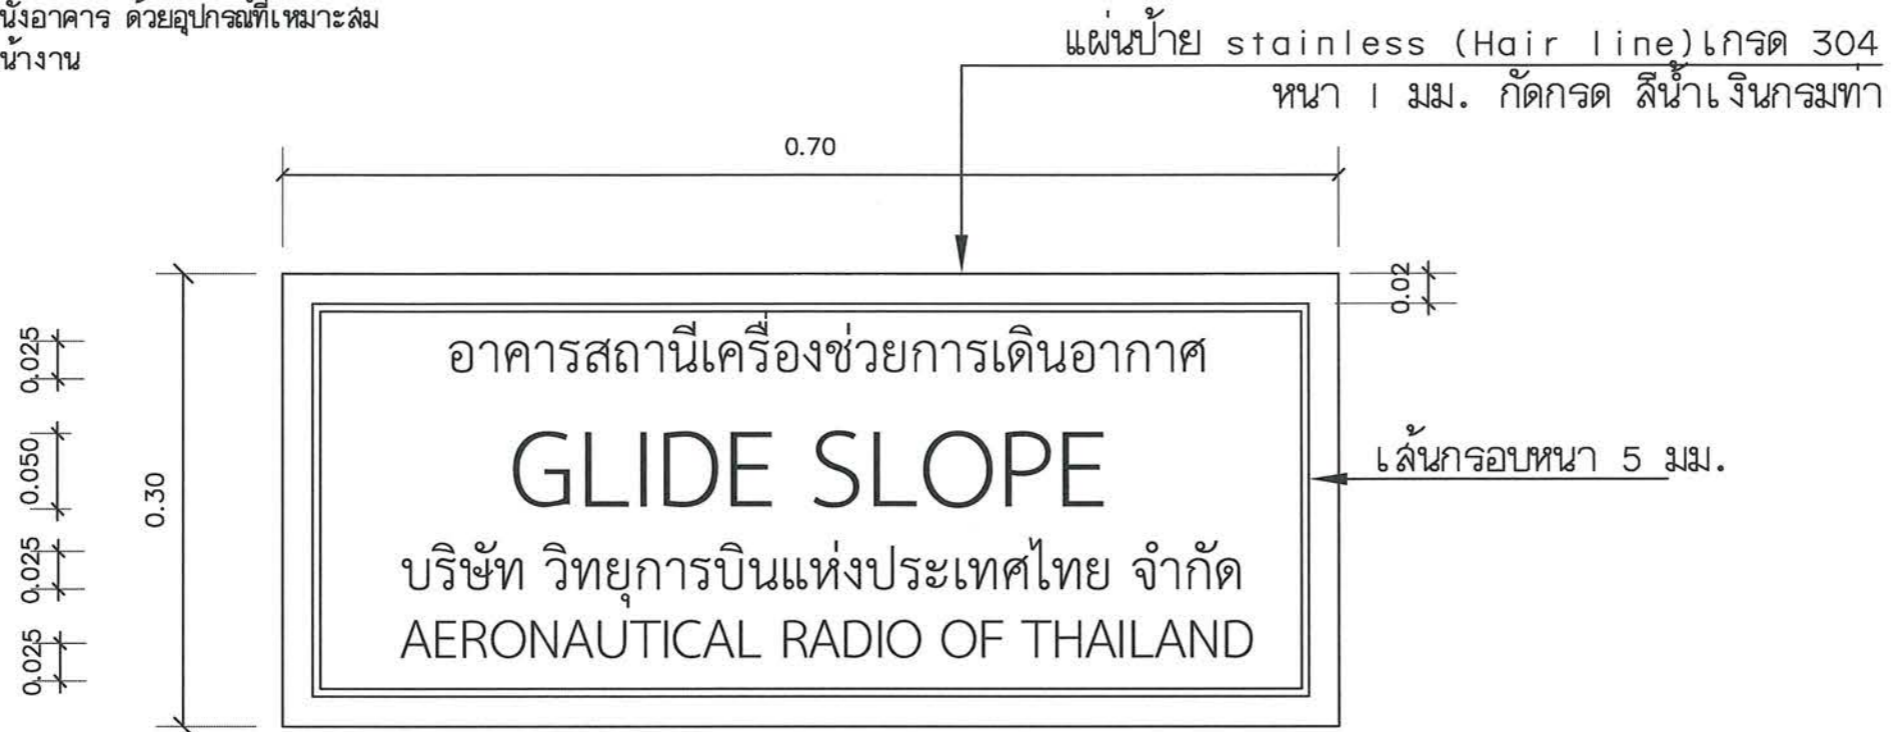 นังอาคาร ด้วยอุปกรณ์ที่เหมาะสม
น้างาน
แผ่นป้าย stainless (Hair line)เกรด 304
หนา 1 มม. กัดกรด สีน้ำเงินกรมท่า
0.70
0.02
0.025
อาคารสถานีเครื่องช่วยการเดินอากาศ
0.050
GLIDE SLOPE
เส้นกรอบหนา 5 มม.
0.30
0.025
บริษัท วิทยุการบินแห่งประเทศไทย จำกัด
0.025
AERONAUTICAL RADIO OF THAILAND